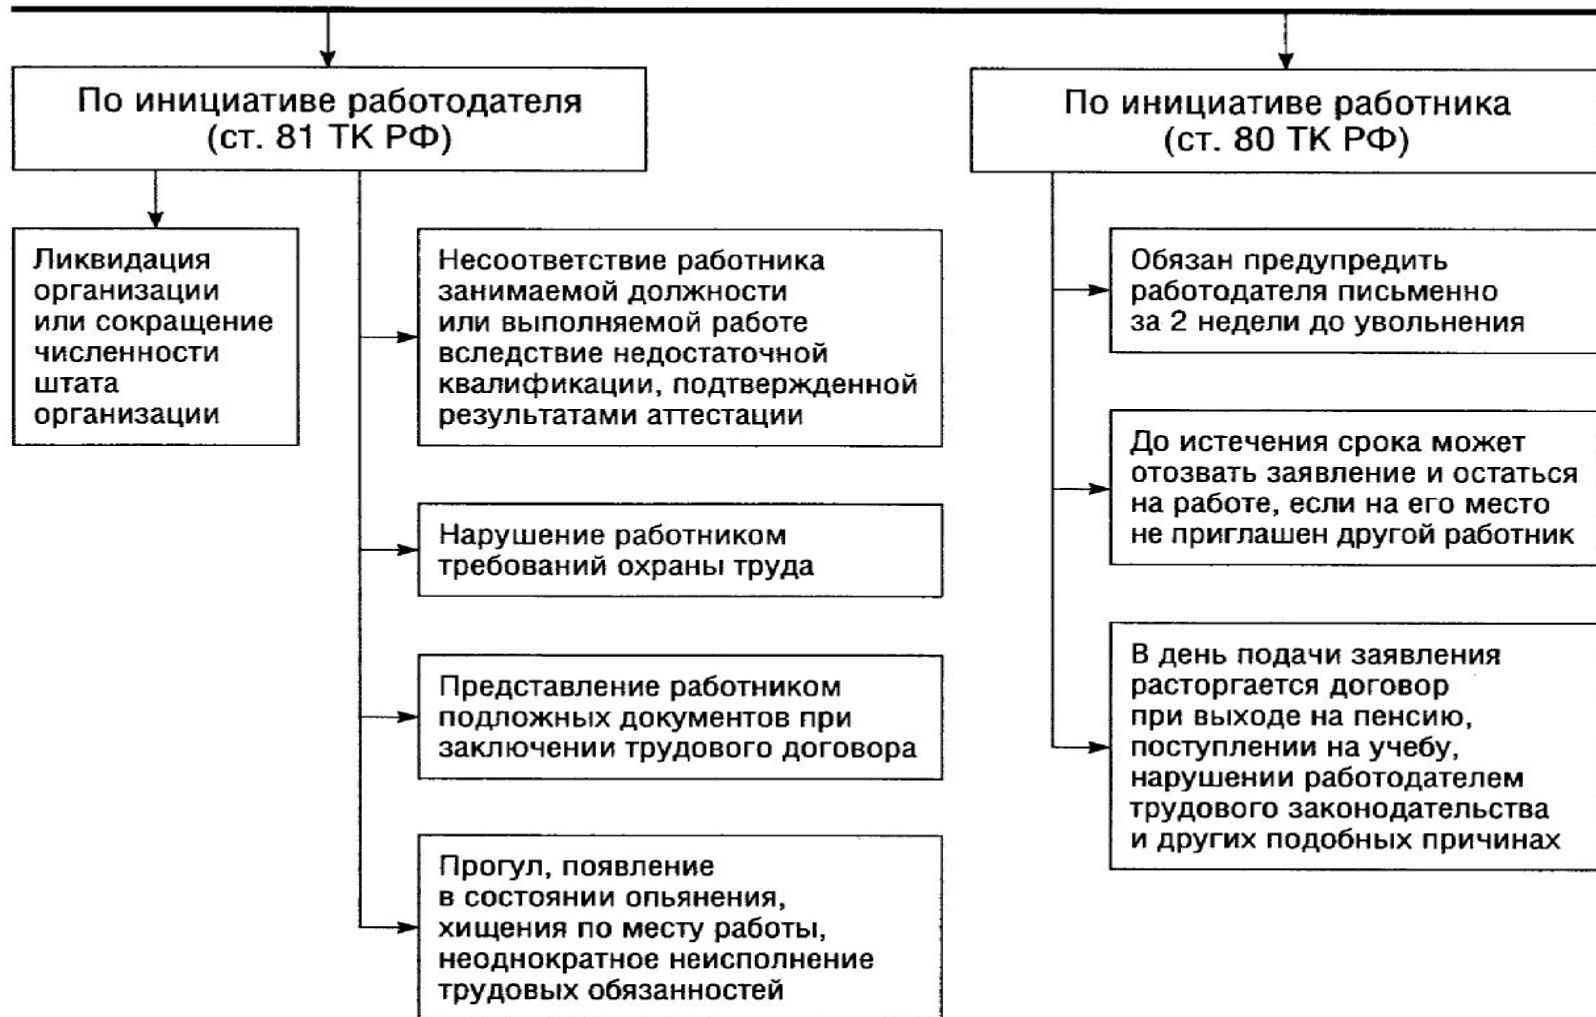 По инициативе работодателя
(ст. 81 ТК РФ)
Ликвидация
организации
или сокращение
численности
штата
организации
Несоответствие работника
занимаемой должности
или выполняемой работе
вследствие недостаточной
квалификации, подтвержденной
результатами аттестации
Нарушение работником
требований охраны труда
Представление работником
подложных документов при
заключении трудового договора
Прогул, появление
в состоянии опьянения,
хищения по месту работы,
неоднократное неисполнение
трудовых обязанностей
По инициативе работника
(ст. 80 ТК РФ)
Обязан предупредить
работодателя письменно
за 2 недели до увольнения
До истечения срока может
отозвать заявление и остаться
на работе, если на его место
не приглашен другой работник
В день подачи заявления
расторгается договор
при выходе на пенсию,
поступлении на учебу,
нарушении работодателем
трудового законодательства
и других подобных причинах